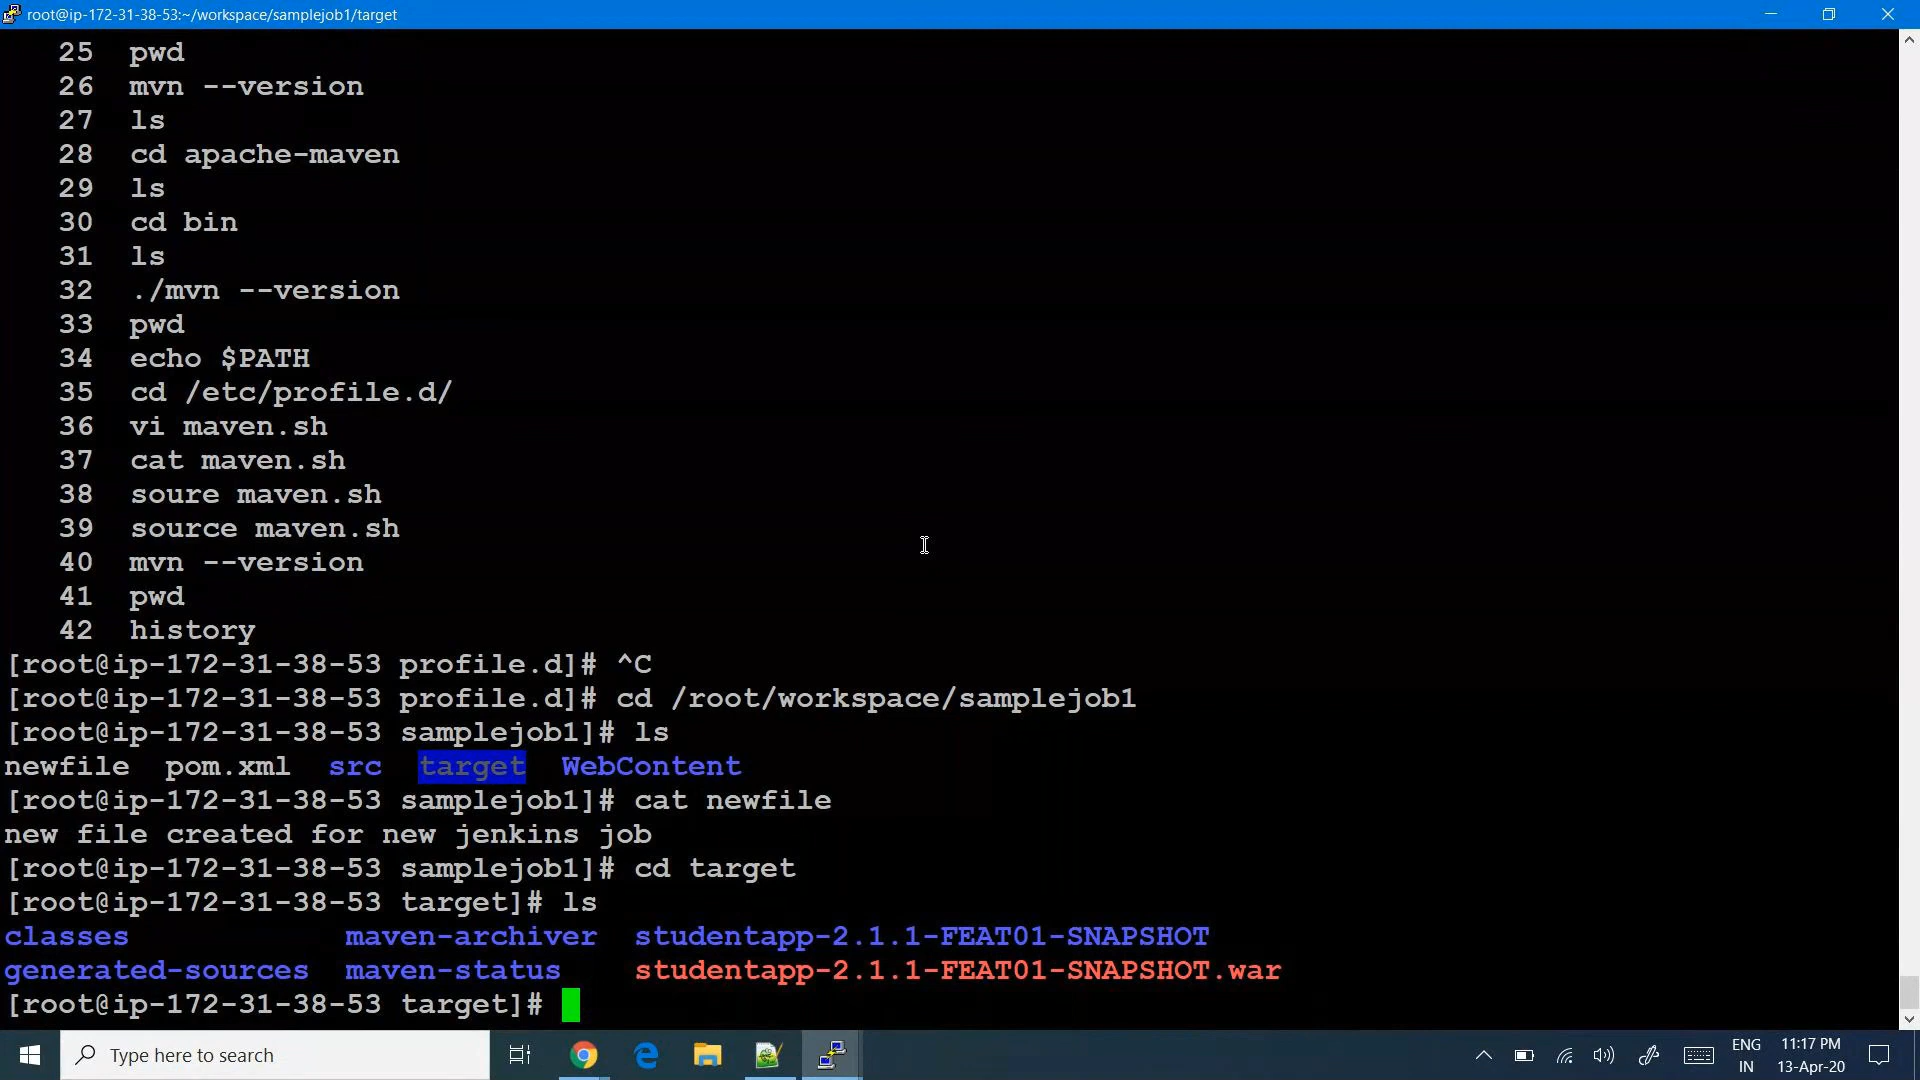 root@ip-172-31-38-53:~/workspace/samplejob1/target
25 pwd
26 mvn --version
27 ls
28 cd apache-maven
29 ls
30 cd bin
31 ls
32 ./mvn --version
33 pwd
34 echo $PATH
35 cd /etc/profile.d/
36 vi maven.sh
37 cat maven.sh
38 soure maven.sh
39 source maven.sh
40 mvn --version
41 pwd
42 history
[root@ip-172-31-38-53 profile.d]# ^C
[root@ip-172-31-38-53 profile.d]# cd /root/workspace/samplejob1
[root@ip-172-31-38-53 samplejob1]# ls
newfile pom.xml src target WebContent
[root@ip-172-31-38-53 samplejob1]# cat newfile
new file created for new jenkins job
[root@ip-172-31-38-53 samplejob1]# cd target
[root@ip-172-31-38-53 target]# ls
classes maven-archiver studentapp-2.1.1-FEAT01-SNAPSHOT
generated-sources maven-status studentapp-2.1.1-FEAT01-SNAPSHOT.war
[root@ip-172-31-38-53 target]#
Type here to search
ENG
IN
11:17 PM
13-Apr-20